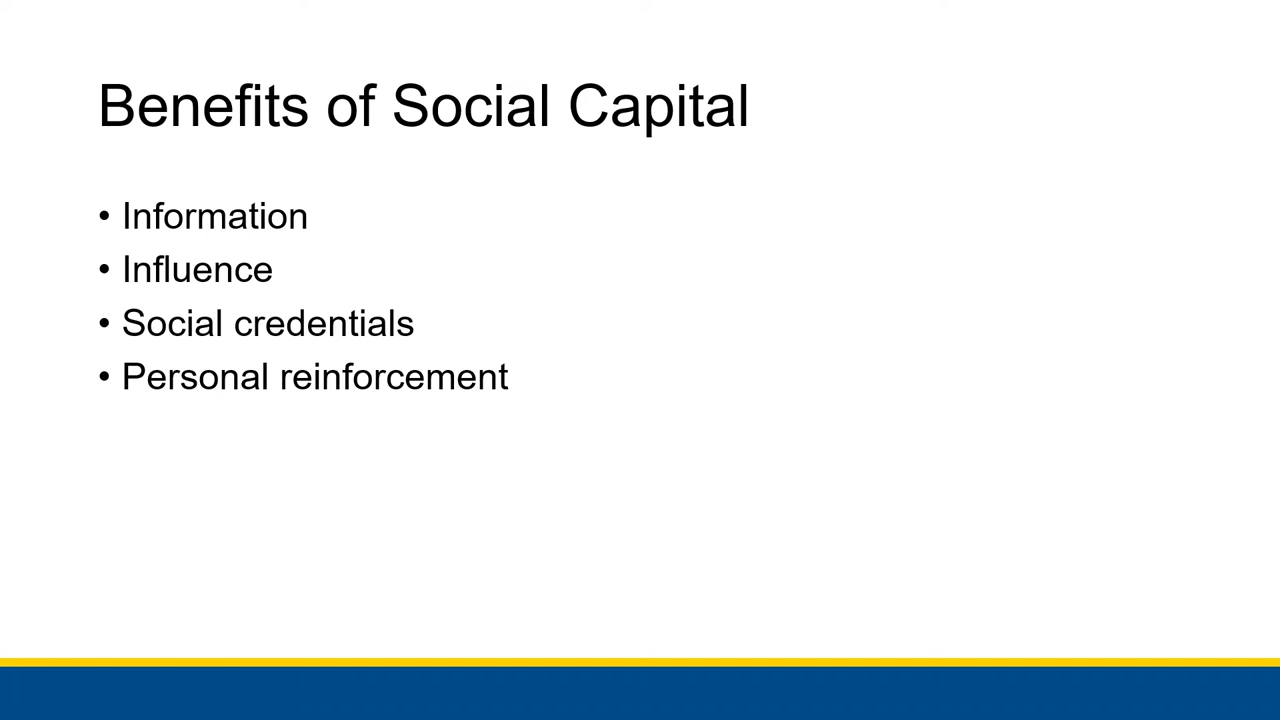 Benefits of Social Capital
• Information
• Influence
• Social credentials
• Personal reinforcement